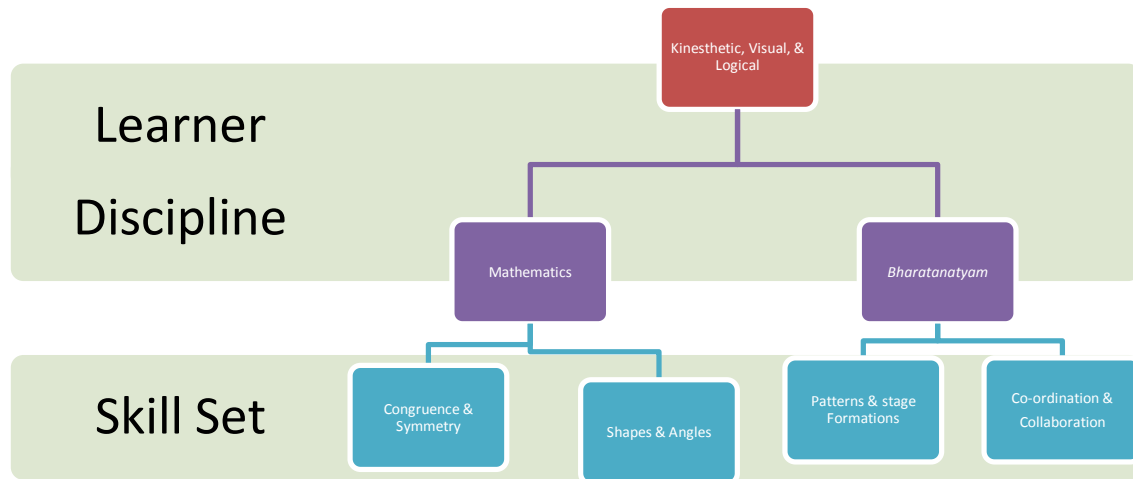 Kinesthetic, Visual, &
Logical
Learner
Discipline
Mathematics
Bharatanatyam
Skill Set
Congruence &
Symmetry
Shapes & Angles
Patterns & stage
Formations
Co-ordination &
Collaboration